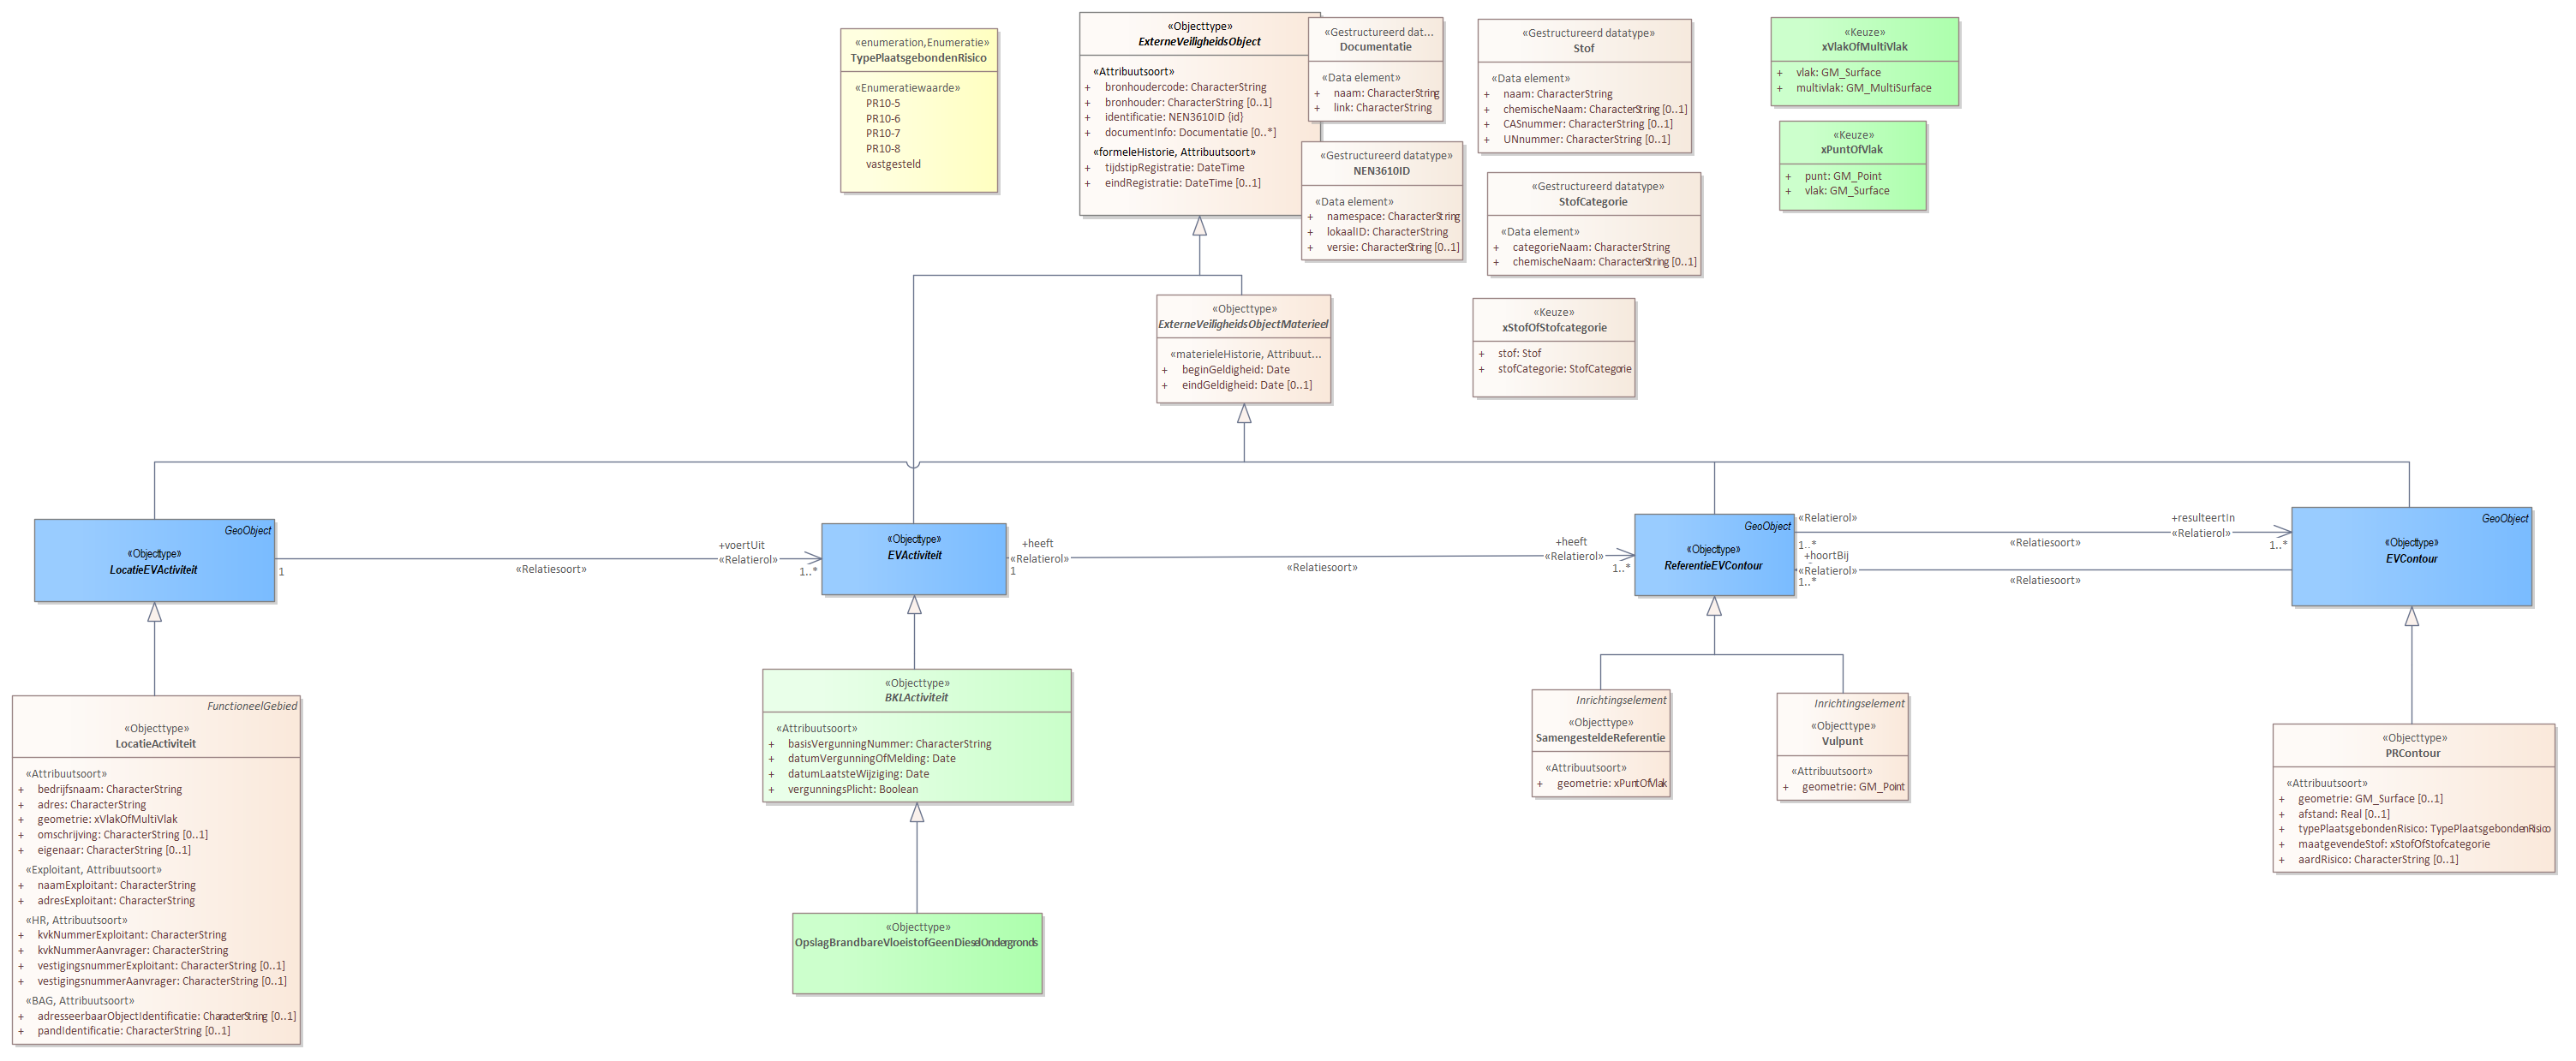 «enumeration,Enumeratie»
TypePlaatsgebondenRisico
«Enumeratiewaarde»
PR10-5
PR10-6
PR10-7
PR10-8
vastgesteld
«Objecttype»
ExterneVeiligheidsObject
«Attribuutsoort»
+ bronhoudercode: CharacterString
+ bronhouder: CharacterString [0..1]
+ identificatie: NEN3610ID {id}
+ documentInfo: Documentatie [0..*]
«formeleHistorie, Attribuutsoort»
+ tijdstipRegistratie: DateTime
+ eindRegistratie: DateTime [0..1]
«Gestructureerd dat...
Documentatie
«Data element»
+ naam: CharacterString
+ link: CharacterString
«Gestructureerd datatype»
NEN3610ID
«Data element»
+ namespace: CharacterString
+ lokaalID: CharacterString
+ versie: CharacterString [0..1]
«Gestructureerd datatype»
Stof
«Data element»
+ naam: CharacterString
+ chemischeNaam: CharacterString [0..1]
+ CASnummer: CharacterString [0..1]
+ UNnummer: CharacterString [0..1]
«Gestructureerd datatype»
StofCategorie
«Data element»
+ categorieNaam: CharacterString
+ chemischeNaam: CharacterString [0..1]
«Keuze»
xStofOfStofcategorie
+ stof: Stof
+ stofCategorie: StofCategorie
«Keuze»
xVlakOfMultiVlak
+ vlak: GM_Surface
+ multivlak: GM_MultiSurface
«Keuze»
xPuntOfVlak
+ punt: GM_Point
+ vlak: GM_Surface
«Objecttype»
ExterneVeiligheidsObjectMaterieel
«materieleHistorie, Attribuut...
+ beginGeldigheid: Date
+ eindGeldigheid: Date [0..1]
GeoObject
«Objecttype»
LocatieEVActiviteit
1
«Relatiesoort»
+voertUit
«Relatierol»
1..*
«Objecttype»
EVActiviteit
+heeft
«Relatierol»
1
«Relatiesoort»
+heeft
«Relatierol»
1..*
GeoObject
«Objecttype»
ReferentieEVContour
«Relatierol»
1..*
«Relatiesoort»
+resulteertIn
«Relatierol»
1..*
+hoortBij
«Relatierol»
1..*
«Relatiesoort»
GeoObject
«Objecttype»
EVContour
FunctioneelGebied
«Objecttype»
LocatieActiviteit
«Attribuutsoort»
+ bedrijfsnaam: CharacterString
+ adres: CharacterString
+ geometrie: xVlakOfMultiVlak
+ omschrijving: CharacterString [0..1]
+ eigenaar: CharacterString [0..1]
«Exploitant, Attribuutsoort»
+ naamExploitant: CharacterString
+ adresExploitant: CharacterString
«HR, Attribuutsoort»
+ kvkNummerExploitant: CharacterString
+ kvkNummerAanvrager: CharacterString
+ vestigingsnummerExploitant: CharacterString [0..1]
+ vestigingsnummerAanvrager: CharacterString [0..1]
«BAG, Attribuutsoort»
+ adresseerbaarObjectIdentificatie: CharacterString [0..1]
+ pandIdentificatie: CharacterString [0..1]
«Objecttype»
BKLActiviteit
«Attribuutsoort»
+ basisVergunningNummer: CharacterString
+ datumVergunningOfMelding: Date
+ datumLaatsteWijziging: Date
+ vergunningsPlicht: Boolean
«Objecttype»
OpslagBrandbareVloeistofGeenDieselOndergronds
Inrichtingselement
«Objecttype»
SamengesteldeReferentie
«Attribuutsoort»
+ geometrie: xPuntOfVlak
Inrichtingselement
«Objecttype»
Vulpunt
«Attribuutsoort»
+ geometrie: GM_Point
«Objecttype»
PRContour
«Attribuutsoort»
+ geometrie: GM_Surface [0..1]
+ afstand: Real [0..1]
+ typePlaatsgebondenRisico: TypePlaatsgebondenRisico
+ maatgevendeStof: xStofOfStofcategorie
+ aardRisico: CharacterString [0..1]